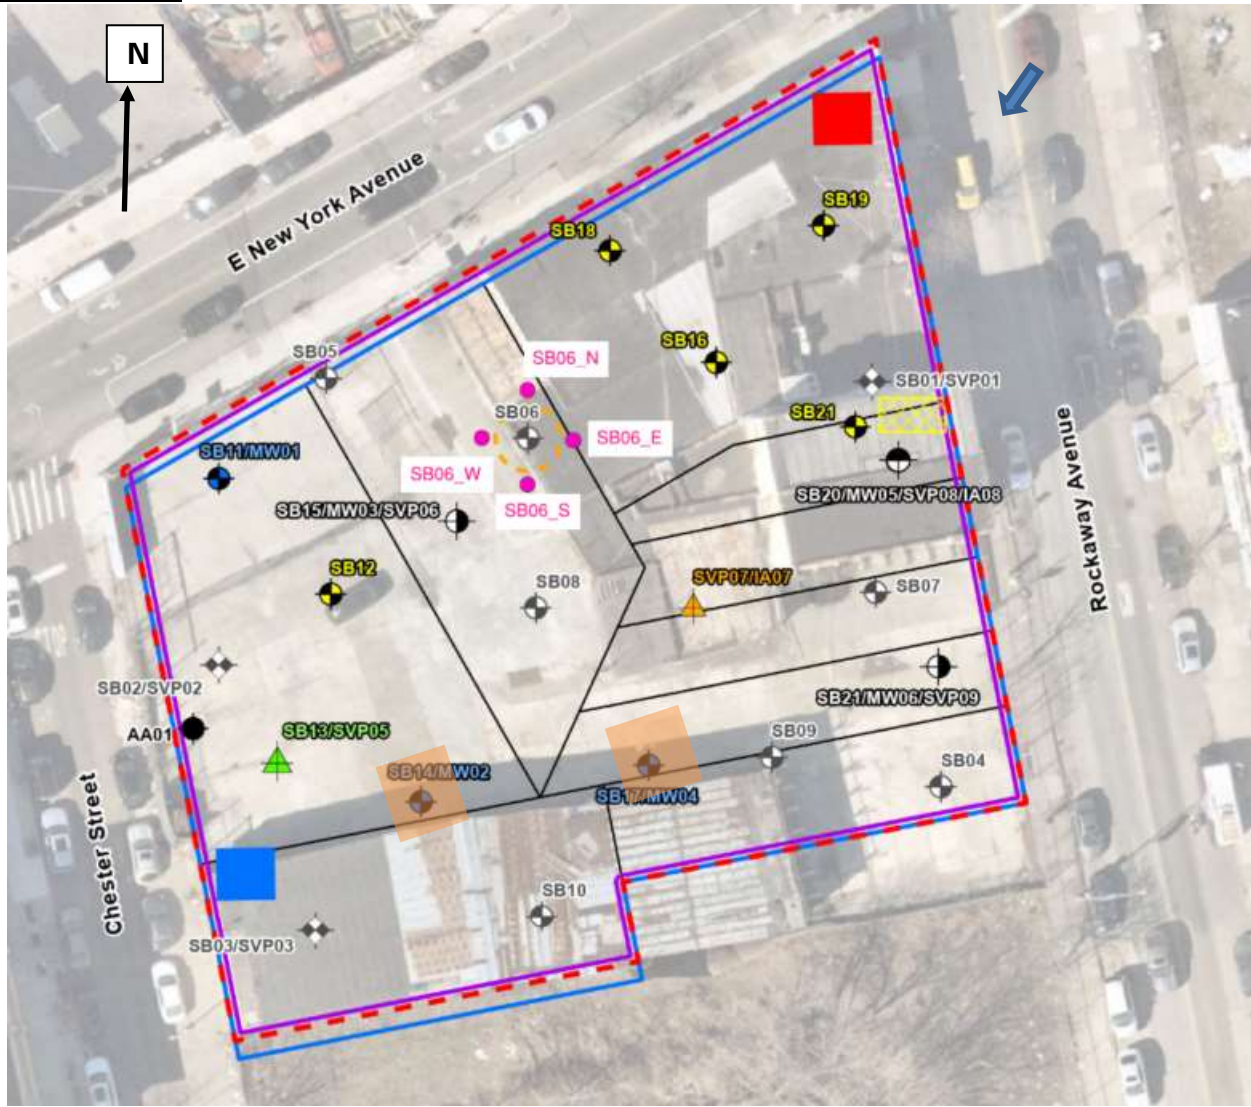 N
E New York Avenue
SB19
SB18
SB16
SB05
SB06_N
SB01/SVP01
SB06
SB21
SB06_E
SB11/MW01
SB06_W
SB20/MW05/SVP08/IA08
SB15/MW03/SVP06
SB06_S
Rockaway Avenue
SB12
SB08
SVP07/IA07
SB07
SB02/SVP02
SB21/MW06/SVP09
AA01
SB13/SVP05
SB09
SB04
SB14/MW02
SB17/MW04
Chester Street
SB10
SB03/SVP03